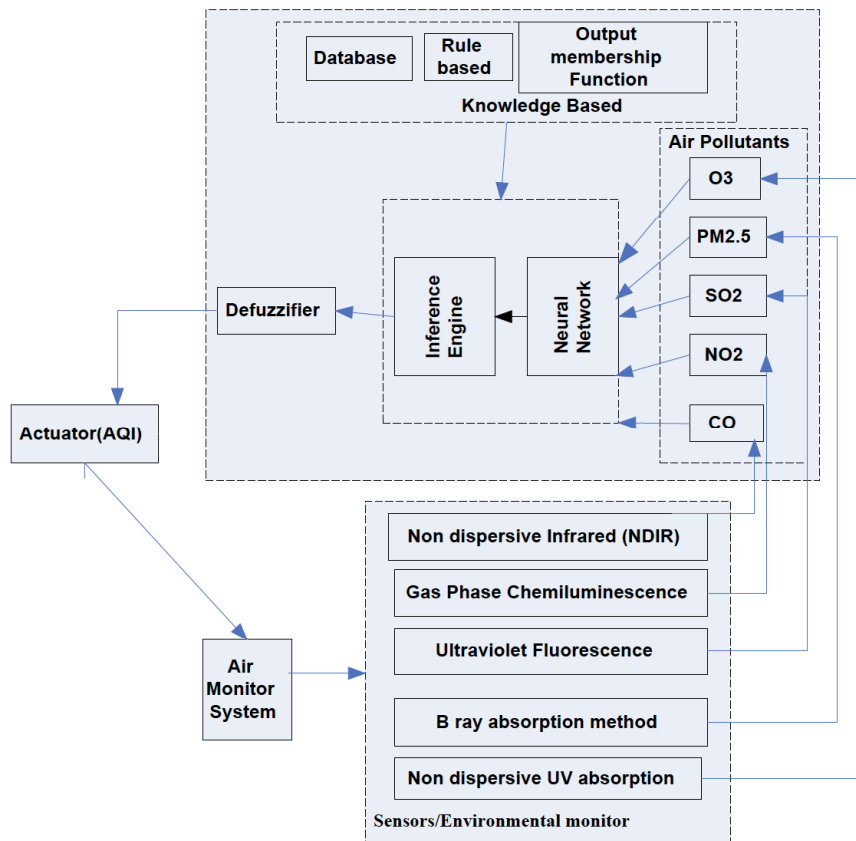 Database
Rule
based
Output
membership
Function
Knowledge Based
Air Pollutants
O3
PM2.5
SO2
NO2
CO
Inference
Engine
Neural
Network
Defuzzifier
Actuator(AQI)
Air
Monitor
System
Non dispersive Infrared (NDIR)
Gas Phase Chemiluminescence
Ultraviolet Fluorescence
B ray absorption method
Non dispersive UV absorption
Sensors/Environmental monitor